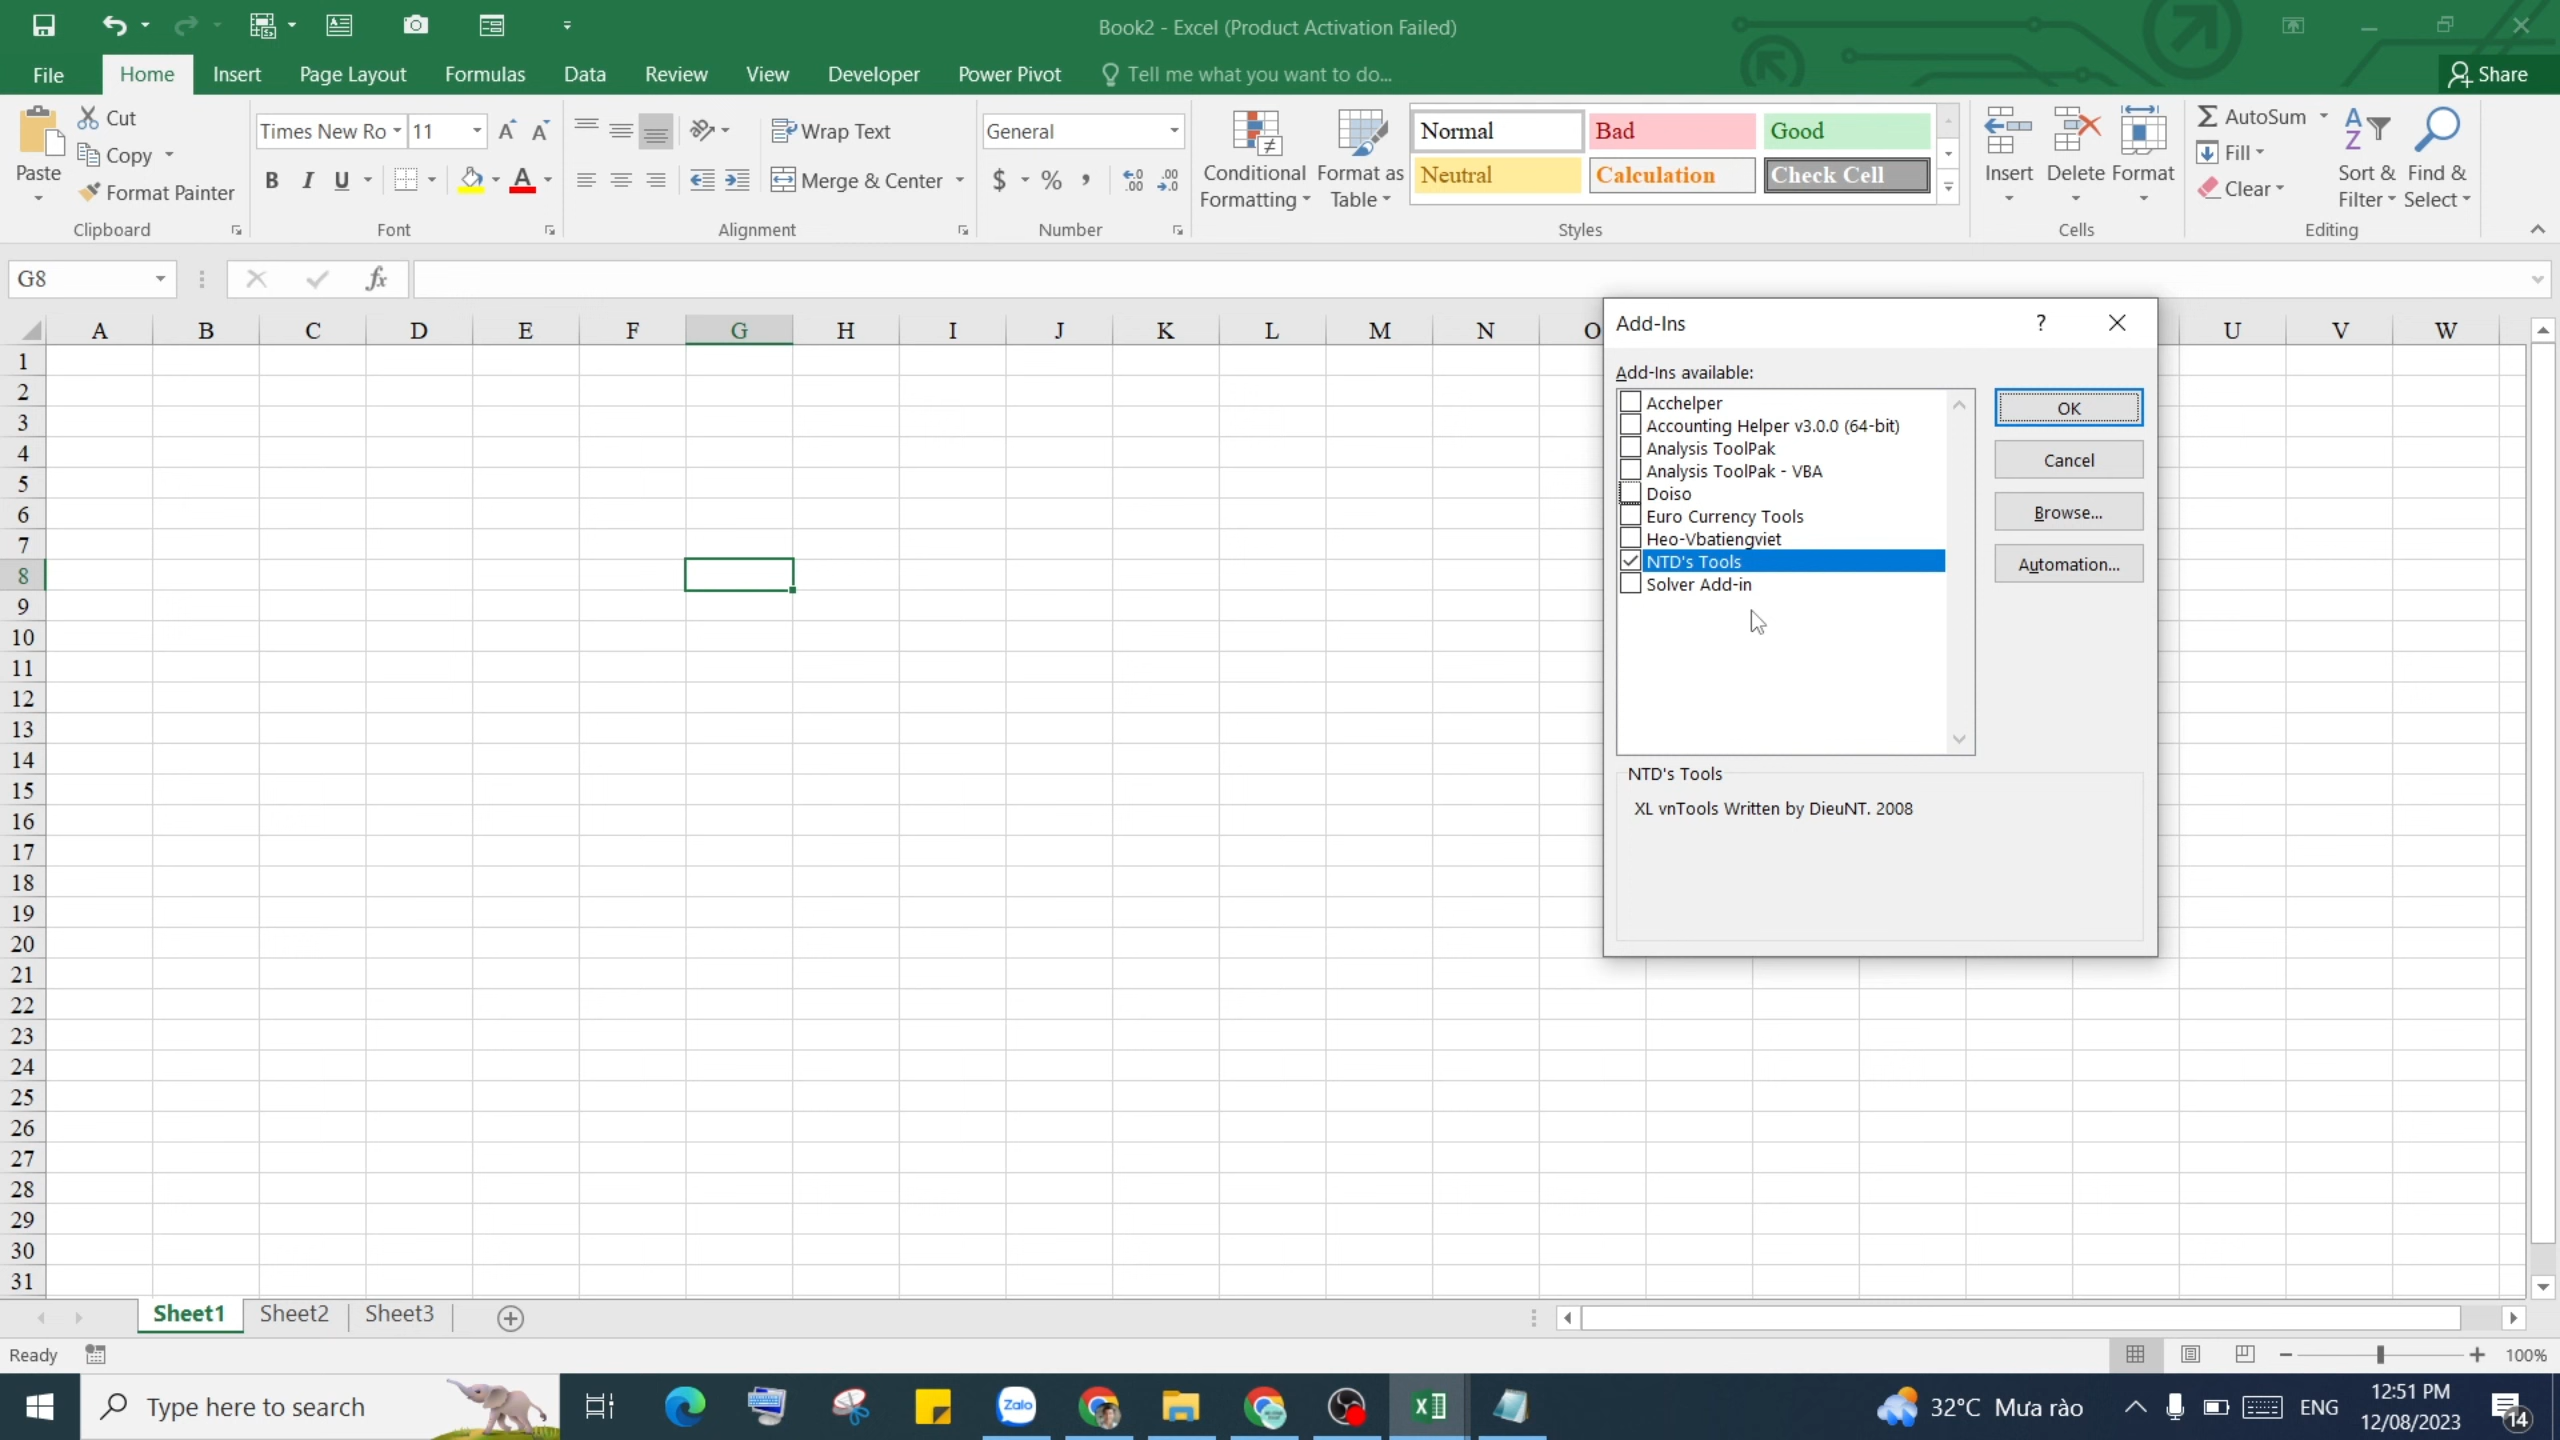 Book2 - Excel (Product Activation Failed)
File Home Insert Page Layout Formulas Data Review View Developer Power Pivot Tell me what you want to do... Share
Paste
Cut
Copy
Format Painter
Clipboard
Times New Ro 11
B I U
Font
Wrap Text
Merge & Center
Alignment
General
$ % ,
Number
Conditional Formatting
Format as Table
Normal Bad Good
Neutral Calculation Check Cell
Styles
Insert Delete Format
Cells
AutoSum
Fill
Clear
Sort & Filter
Find & Select
Editing
G8 fx
A B C D E F G H I J K L M N O U V W
1
2
3
4
5
6
7
8
9
10
11
12
13
14
15
16
17
18
19
20
21
22
23
24
25
26
27
28
29
30
31
Add-Ins ?
Add-Ins available:
Acchelper
Accounting Helper v3.0.0 (64-bit)
Analysis ToolPak
Analysis ToolPak - VBA
Doiso
Euro Currency Tools
Heo-Vbatiengviet
NTD's Tools
Solver Add-in
OK
Cancel
Browse...
Automation...
NTD's Tools
XL vnTools Written by DieuNT. 2008
Sheet1 Sheet2 Sheet3
Ready 100%
Type here to search
Zalo
32°C Mưa rào
ENG
12:51 PM
12/08/2023
14